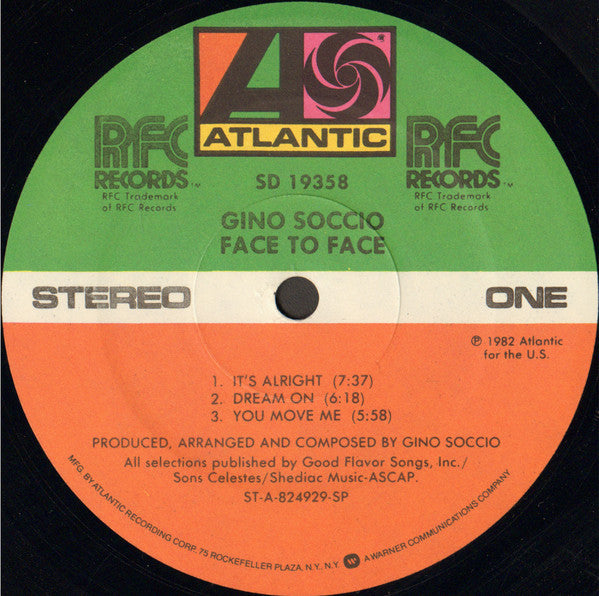 ATLANTIC
RFC
RECORDS™
RFC Trademark
of RFC Records
SD 19358
RFC
RECORDS™
RFC Trademark
of RFC Records
GINO SOCCIO
FACE TO FACE
STEREO
ONE
℗ 1982 Atlantic
for the U.S.
1. IT'S ALRIGHT (7:37)
2. DREAM ON (6:18)
3. YOU MOVE ME (5:58)
PRODUCED, ARRANGED AND COMPOSED BY GINO SOCCIO
All selections published by Good Flavor Songs, Inc./
Sons Celestes/Shediac Music-ASCAP.
ST-A-824929-SP
MFG. BY ATLANTIC RECORDING CORP. 75 ROCKEFELLER PLAZA, N.Y. N.Y. A WARNER COMMUNICATIONS COMPANY